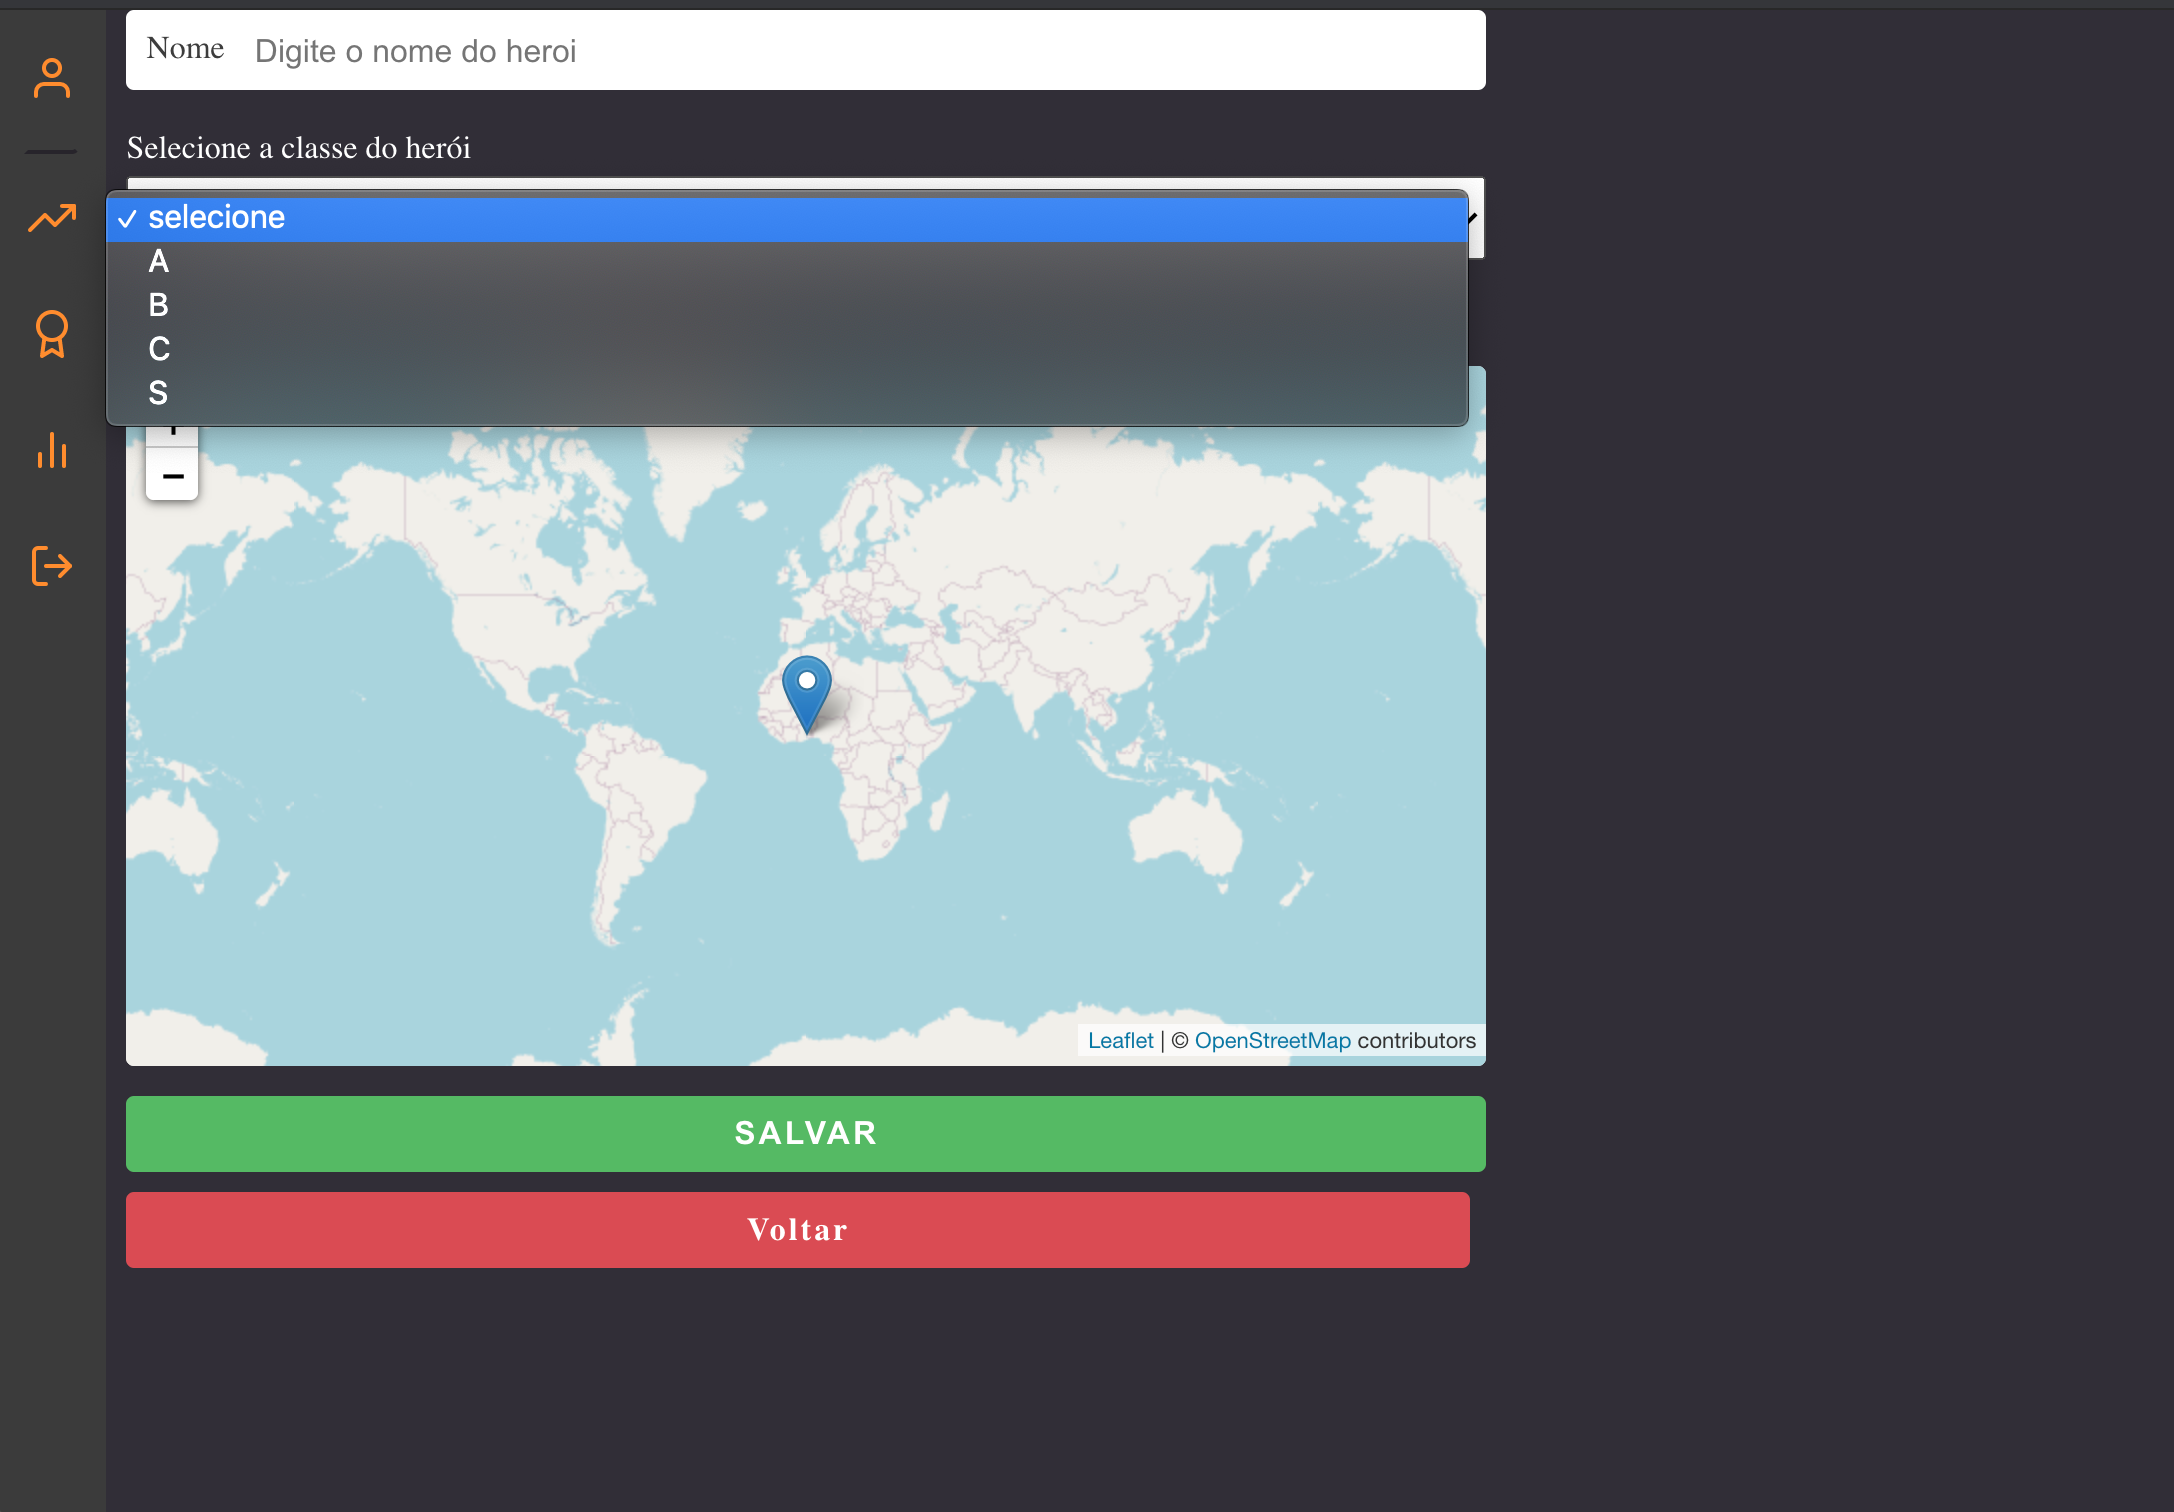 Nome Digite o nome do heroi
Selecione a classe do herói
✓ selecione
A
B
C
S
+
−
Leaflet | © OpenStreetMap contributors
SALVAR
Voltar